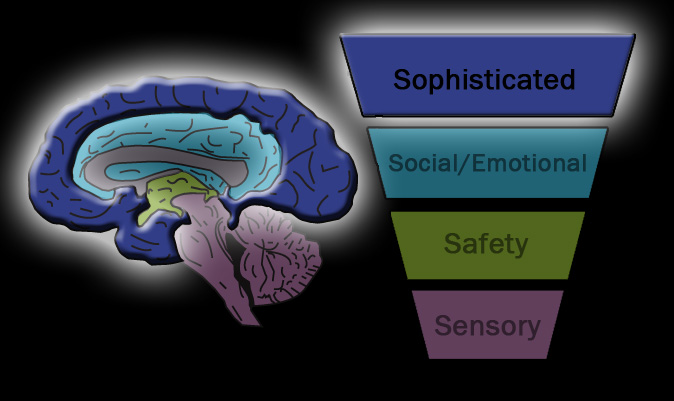 Sophisticated
Social/Emotional
Safety
Sensory